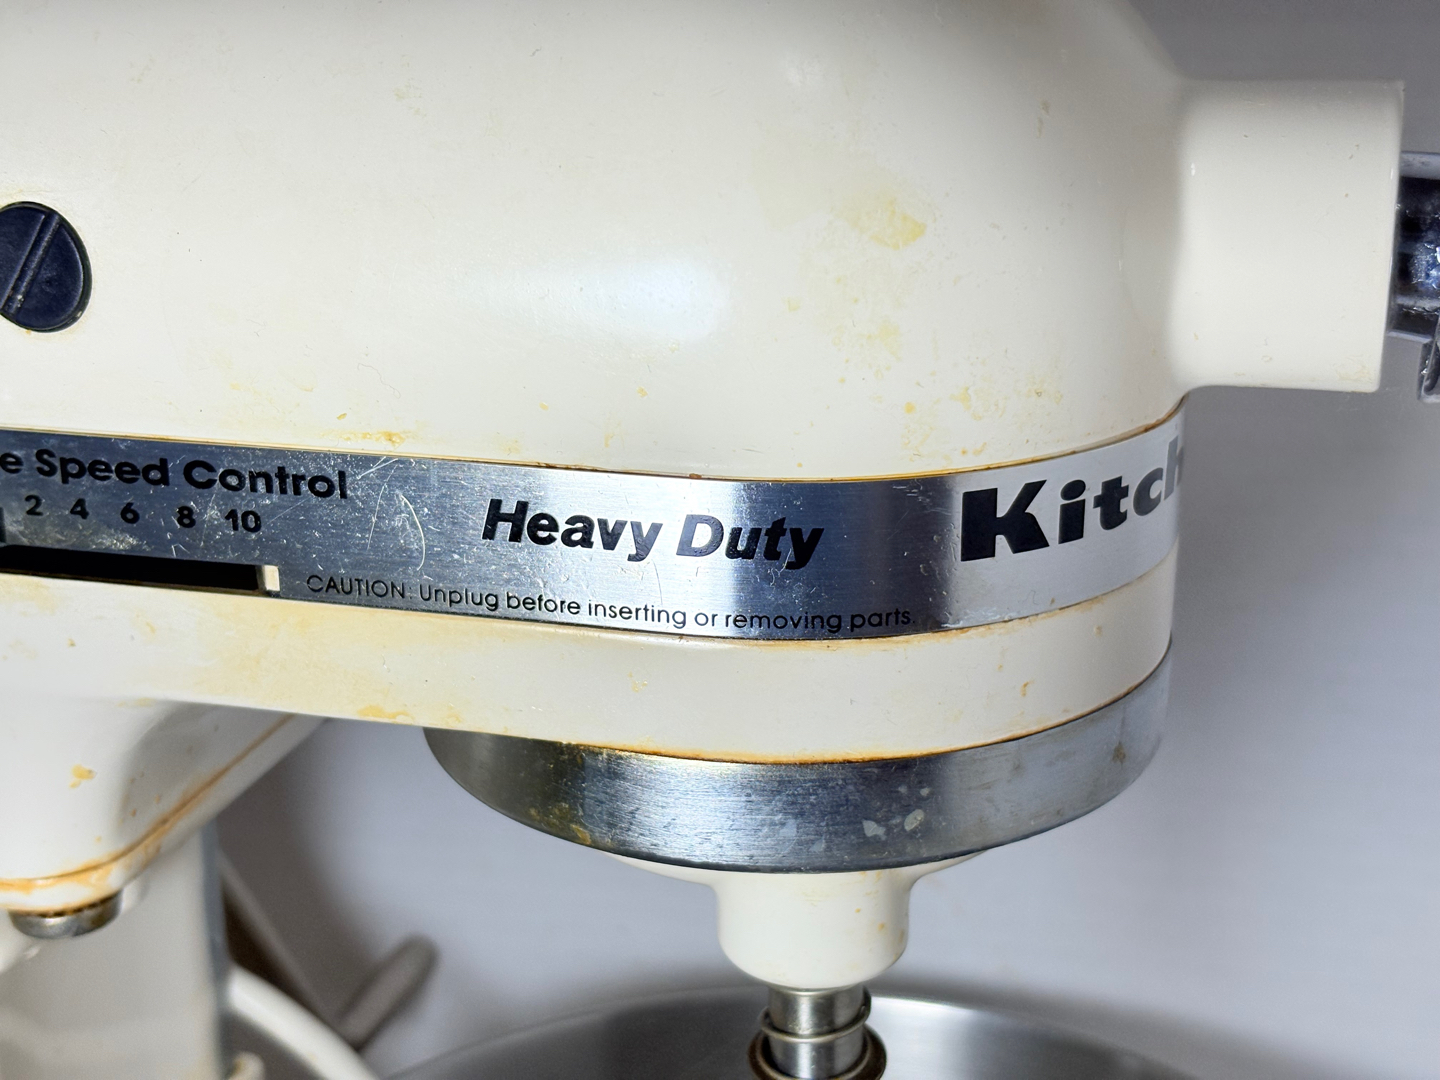 e Speed Control
2 4 6 8 10
Heavy Duty
CAUTION: Unplug before inserting or removing parts.
Kitch